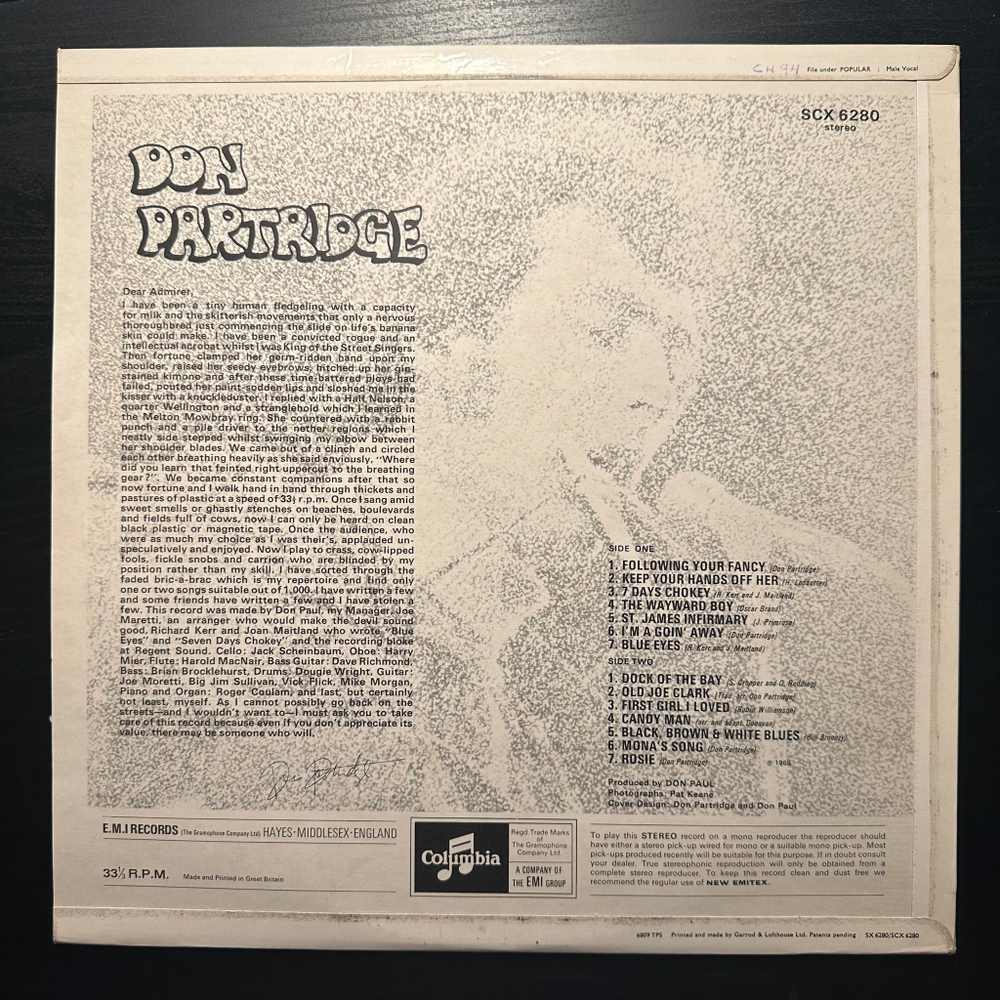 CH 94 File under POPULAR : Male Vocal
SCX 6280
stereo
DON
PARTRIDGE
Dear Admirer,
I have been a tiny human fledgeling with a capacity
for milk and the skitterish movements that only a nervous
thoroughbred just commencing the slide on life's banana
skin could make. I have been a convicted rogue and an
intellectual acrobat whilst I was King of the Street Singers.
Then fortune clamped her germ-ridden hand upon my
shoulder, raised her seedy eyebrows, hitched up her gin-
stained kimono and after these time-battered ploys had
failed, pouted her paint-sodden lips and sloshed me in the
kisser with a knuckleduster. I replied with a Half Nelson, a
quarter Wellington and a stranglehold which I learned in
the Melton Mowbray ring. She countered with a rabbit
punch and a pile driver to the nether regions which I
neatly side stepped whilst swinging my elbow between
her shoulder blades. We came out of a clinch and circled
each other breathing heavily as she said enviously, "Where
did you learn that feinted right uppercut to the breathing
gear?". We became constant companions after that so
now fortune and I walk hand in hand through thickets and
pastures of plastic at a speed of 33⅓ r.p.m. Once I sang amid
sweet smells or ghastly stenches on beaches, boulevards
and fields full of cows, now I can only be heard on clean
black plastic or magnetic tape. Once the audience, who
were as much my choice as I was their's, applauded un-
speculatively and enjoyed. Now I play to crass, cow-lipped
fools, fickle snobs and carrion who are blinded by my
position rather than my skill. I have sorted through the
faded bric-a-brac which is my repertoire and find only
one or two songs suitable out of 1,000. I have written a few
and some friends have written a few and I have stolen a
few. This record was made by Don Paul, my Manager, Joe
Maretti, an arranger who would make the devil sound
good, Richard Kerr and Joan Maitland who wrote "Blue
Eyes" and "Seven Days Chokey" and the recording bloke
at Regent Sound. Cello: Jack Scheinbaum, Oboe: Harry
Mier, Flute: Harold MacNair, Bass Guitar: Dave Richmond,
Bass: Brian Brocklehurst, Drums: Dougie Wright, Guitar:
Joe Moretti, Big Jim Sullivan, Vick Flick, Mike Morgan,
Piano and Organ: Roger Coulam, and last, but certainly
not least, myself. As I cannot possibly go back on the
streets—and I wouldn't want to—I must ask you to take
care of this record because even if you don't appreciate its
value, there may be someone who will.
Don Partridge
SIDE ONE
1. FOLLOWING YOUR FANCY (Don Partridge)
2. KEEP YOUR HANDS OFF HER (H. Ledbetter)
3. 7 DAYS CHOKEY (R. Kerr and J. Maitland)
4. THE WAYWARD BOY (Oscar Brand)
5. ST. JAMES INFIRMARY (J. Primrose)
6. I'M A GOIN' AWAY (Don Partridge)
7. BLUE EYES (R. Kerr and J. Maitland)
SIDE TWO
1. DOCK OF THE BAY (S. Cropper and O. Redding)
2. OLD JOE CLARK (Trad. arr. Don Partridge)
3. FIRST GIRL I LOVED (Robin Williamson)
4. CANDY MAN (arr. and adapt. Donovan)
5. BLACK, BROWN & WHITE BLUES (Bill Broonzy)
6. MONA'S SONG (Don Partridge)
7. ROSIE (Don Partridge) ℗ 1968
Produced by DON PAUL
Photographs: Pat Keene
Cover Design: Don Partridge and Don Paul
E.M.I RECORDS (The Gramophone Company Ltd) HAYES·MIDDLESEX·ENGLAND
33⅓ R.P.M. Made and Printed in Great Britain
Columbia
Regd. Trade Marks
of The
Gramophone
Company Ltd.
A COMPANY OF
THE EMI GROUP
To play this STEREO record on a mono reproducer the reproducer should
have either a stereo pick-up wired for mono or a suitable mono pick-up. Most
pick-ups produced recently will be suitable for this purpose. If in doubt consult
your dealer. True stereophonic reproduction will only be obtained from a
complete stereo reproducer. To keep this record clean and dust free we
recommend the regular use of NEW EMITEX.
6809 TPS Printed and made by Garrod & Lofthouse Ltd. Patents pending SX 6280/SCX 6280